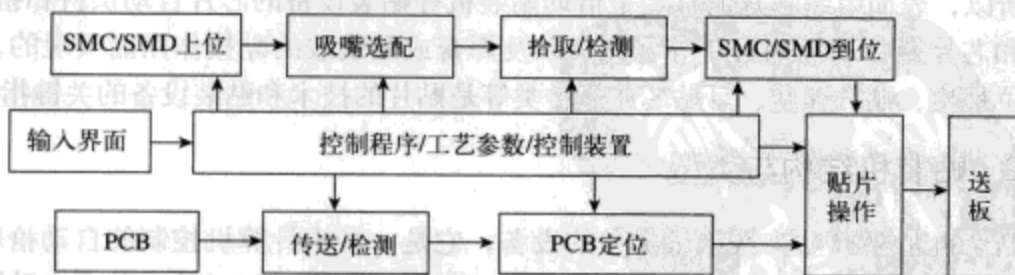 SMC/SMD上位
吸嘴选配
拾取/检测
SMC/SMD到位
输入界面
控制程序/工艺参数/控制装置
贴片
操作
送
板
PCB
传送/检测
PCB定位